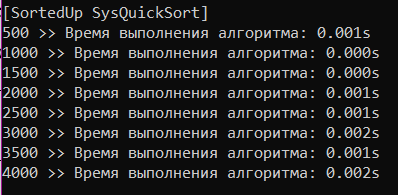 [SortedUp SysQuickSort]
500 >> Время выполнения алгоритма: 0.001s
1000 >> Время выполнения алгоритма: 0.000s
1500 >> Время выполнения алгоритма: 0.000s
2000 >> Время выполнения алгоритма: 0.001s
2500 >> Время выполнения алгоритма: 0.001s
3000 >> Время выполнения алгоритма: 0.002s
3500 >> Время выполнения алгоритма: 0.001s
4000 >> Время выполнения алгоритма: 0.002s